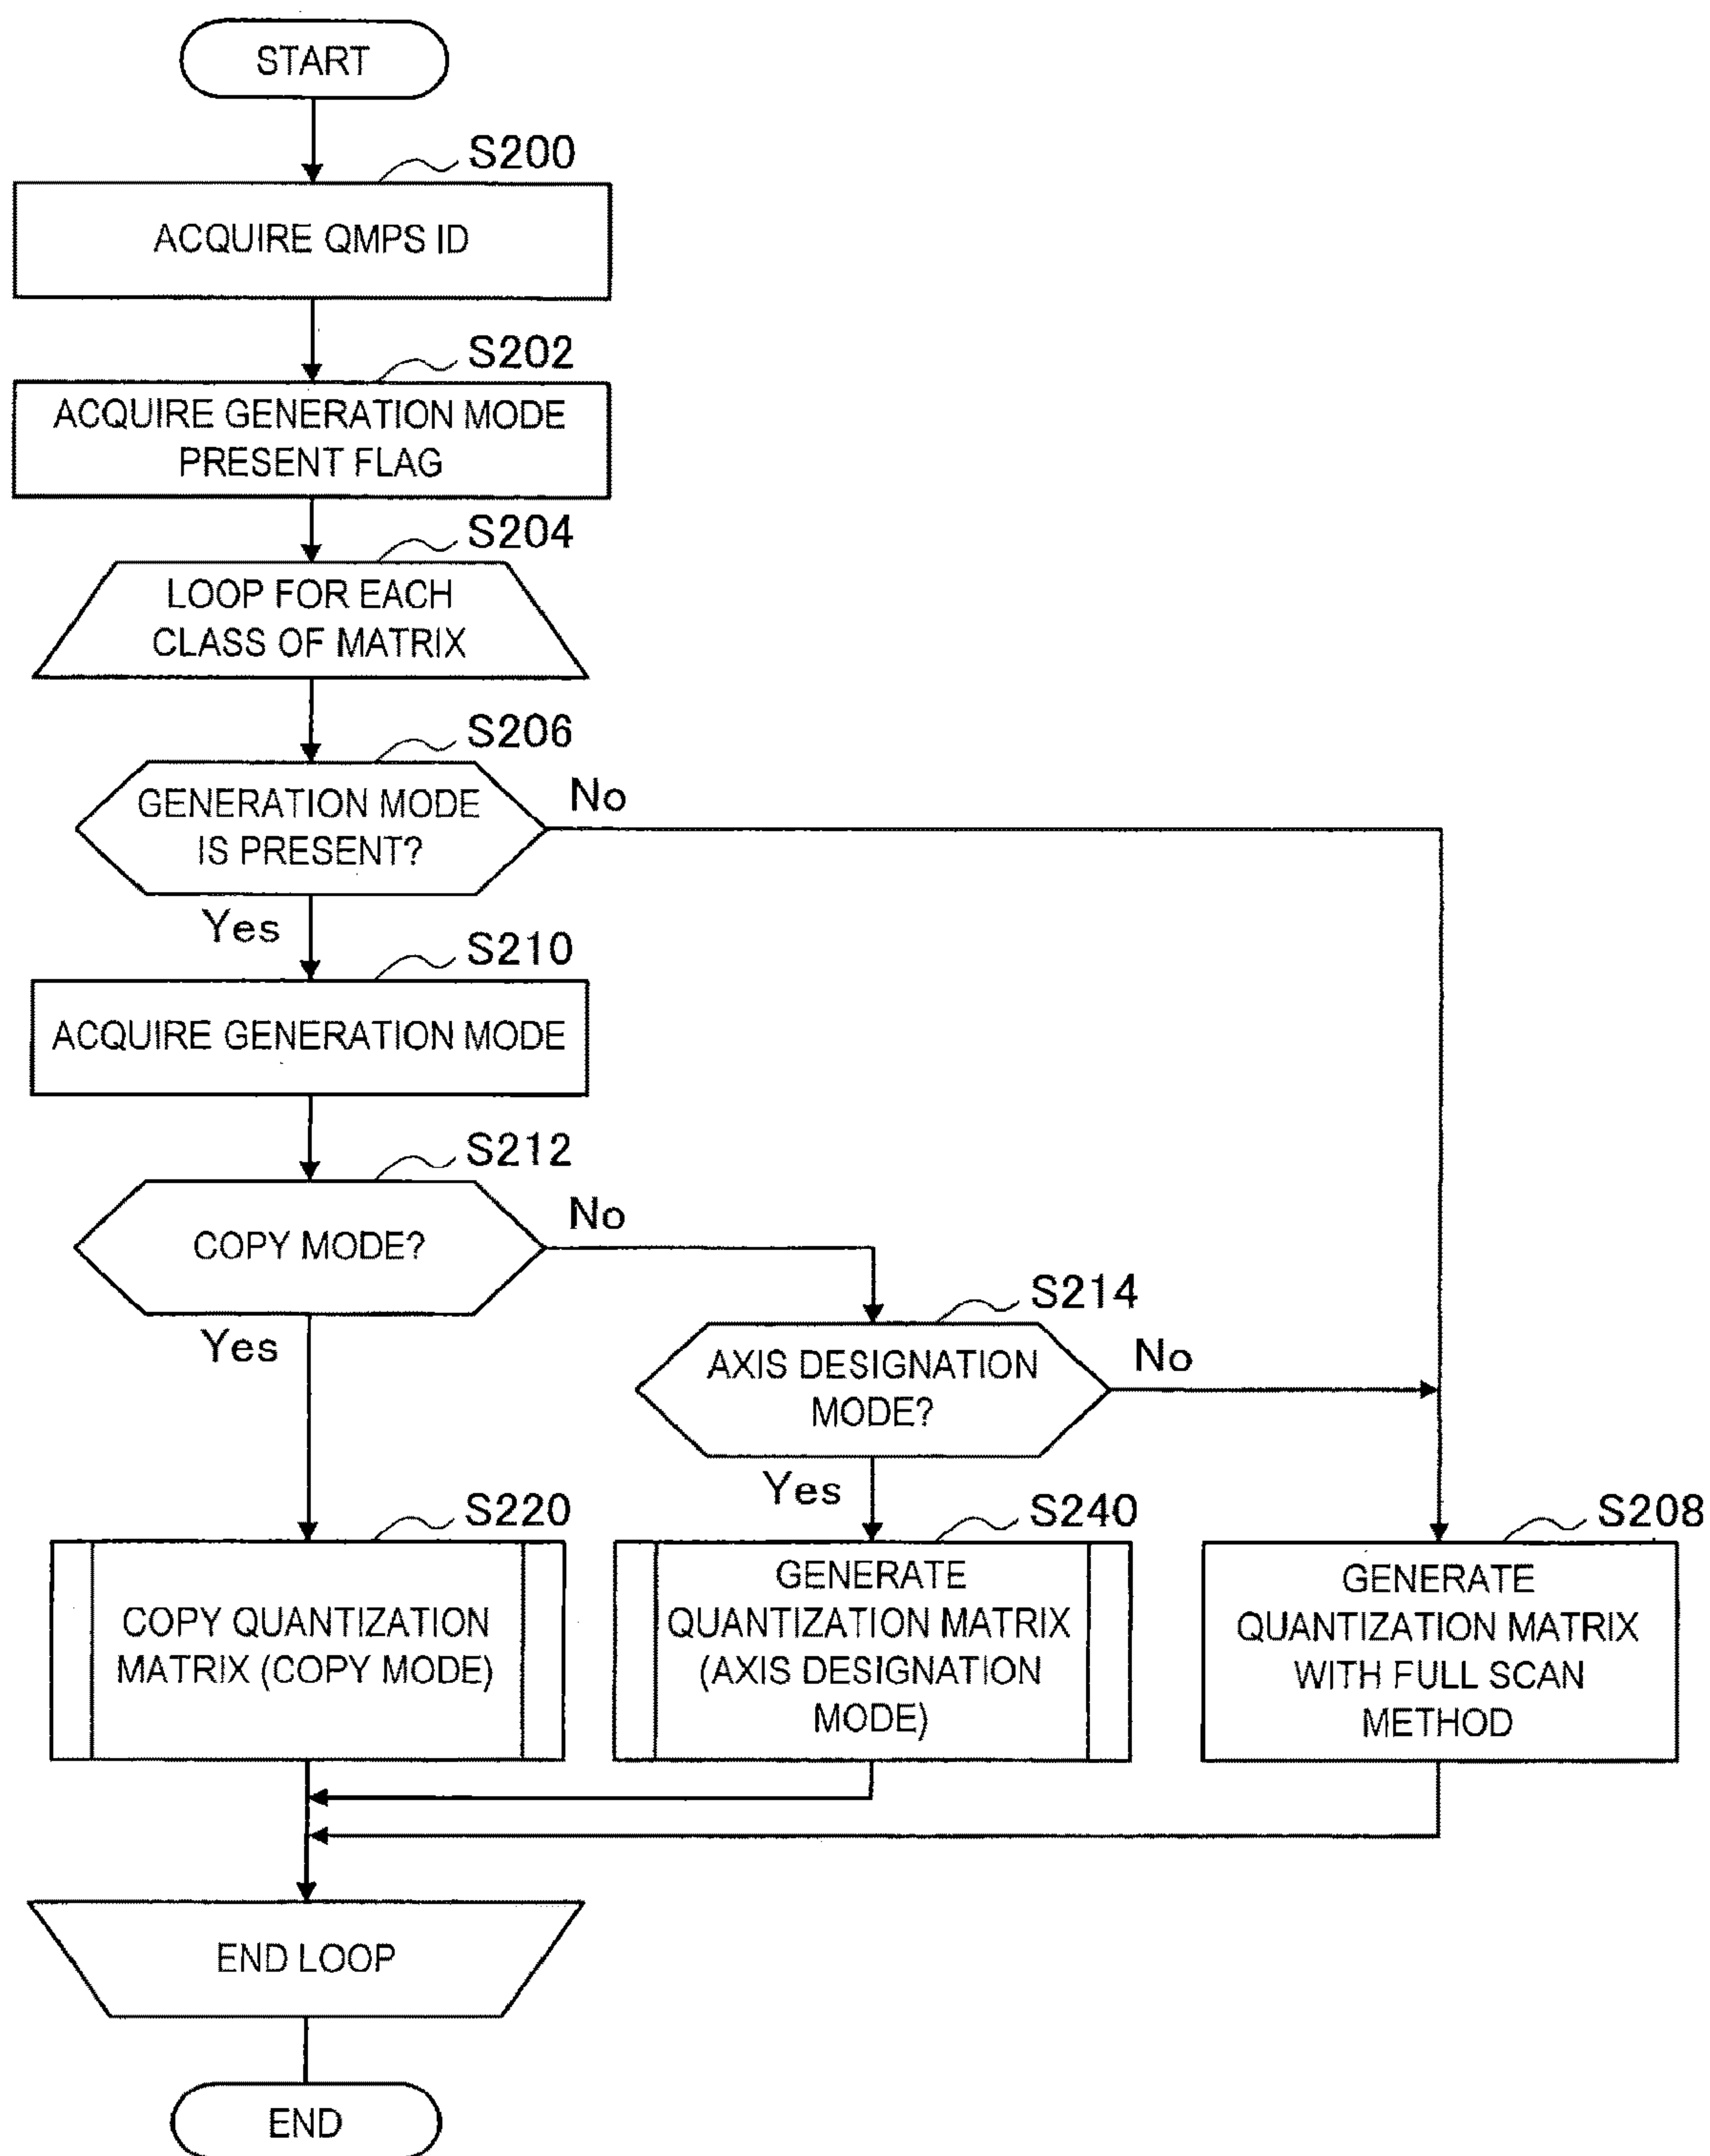 START
S200
ACQUIRE QMPS ID
S202
ACQUIRE GENERATION MODE
PRESENT FLAG
S204
LOOP FOR EACH
CLASS OF MATRIX
S206
GENERATION MODE
IS PRESENT?
No
Yes
S210
ACQUIRE GENERATION MODE
S212
COPY MODE?
No
Yes
S214
AXIS DESIGNATION
MODE?
No
Yes
S220
COPY QUANTIZATION
MATRIX (COPY MODE)
S240
GENERATE
QUANTIZATION MATRIX
(AXIS DESIGNATION
MODE)
S208
GENERATE
QUANTIZATION MATRIX
WITH FULL SCAN
METHOD
END LOOP
END